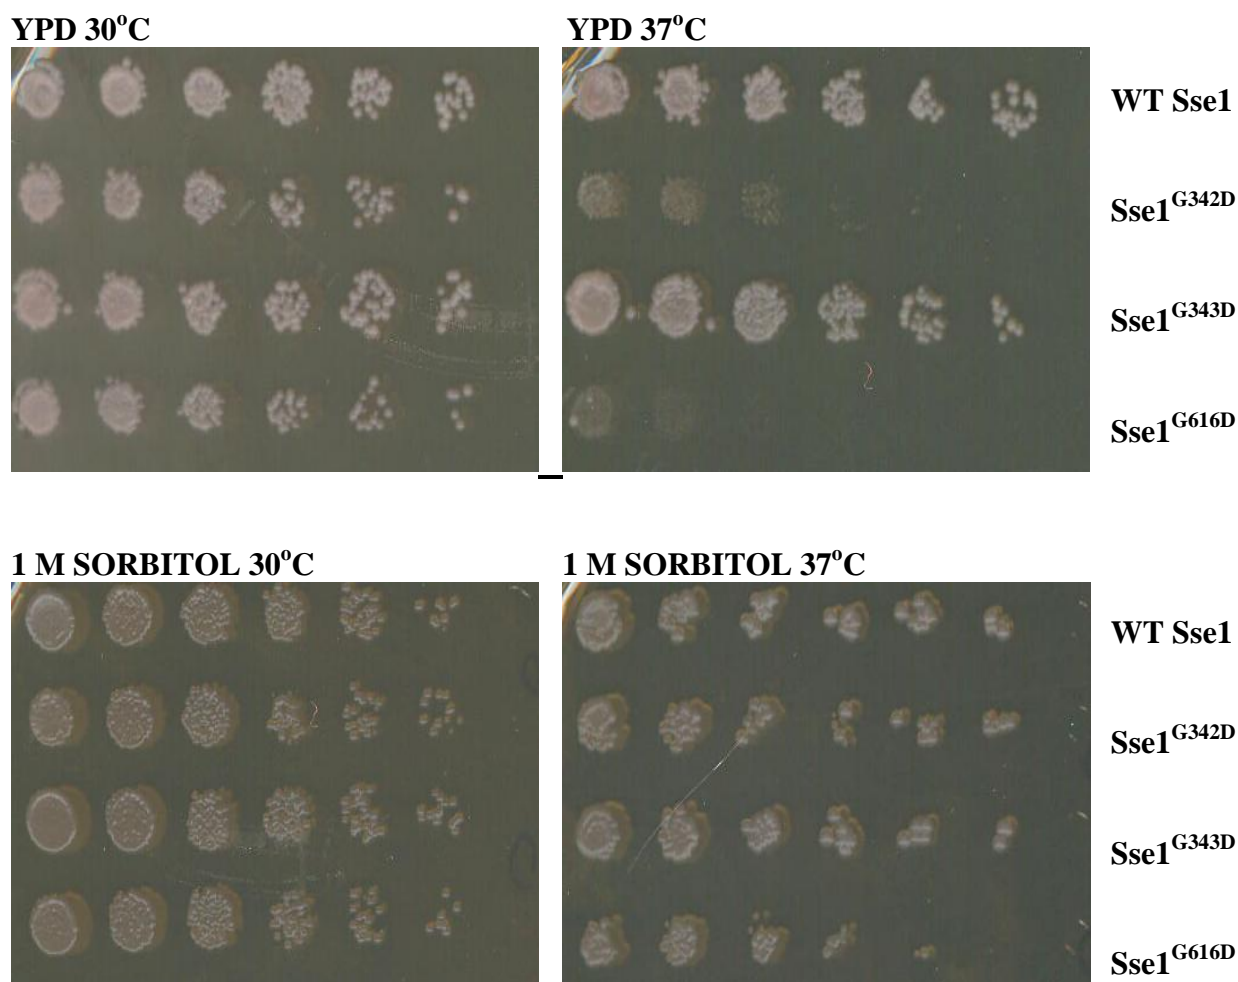 YPD 30°C
YPD 37°C
WT Sse1
Sse1G342D
Sse1G343D
Sse1G616D
1 M SORBITOL 30°C
1 M SORBITOL 37°C
WT Sse1
Sse1G342D
Sse1G343D
Sse1G616D